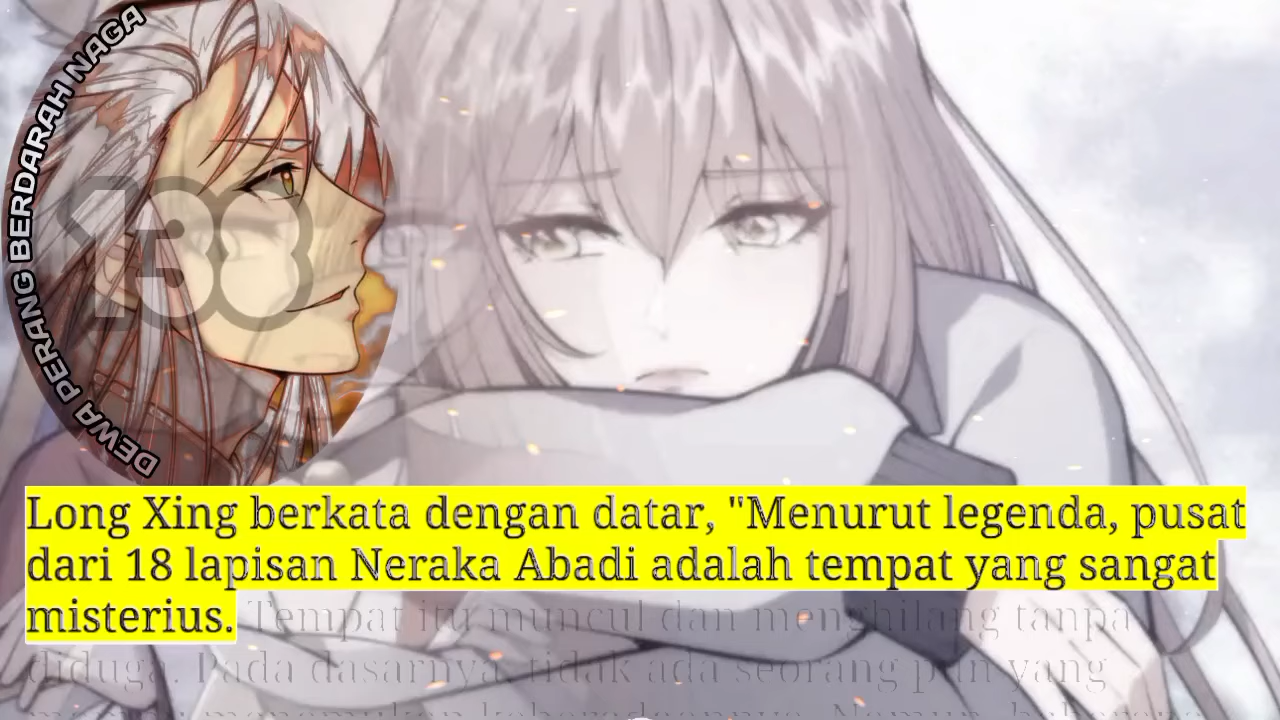 DEWA PERANG BERDARAH NAGA
138
Long Xing berkata dengan datar, "Menurut legenda, pusat
dari 18 lapisan Neraka Abadi adalah tempat yang sangat
misterius. Tempat itu muncul dan menghilang tanpa
diduga. Pada dasarnya, tidak ada seorang pun yang